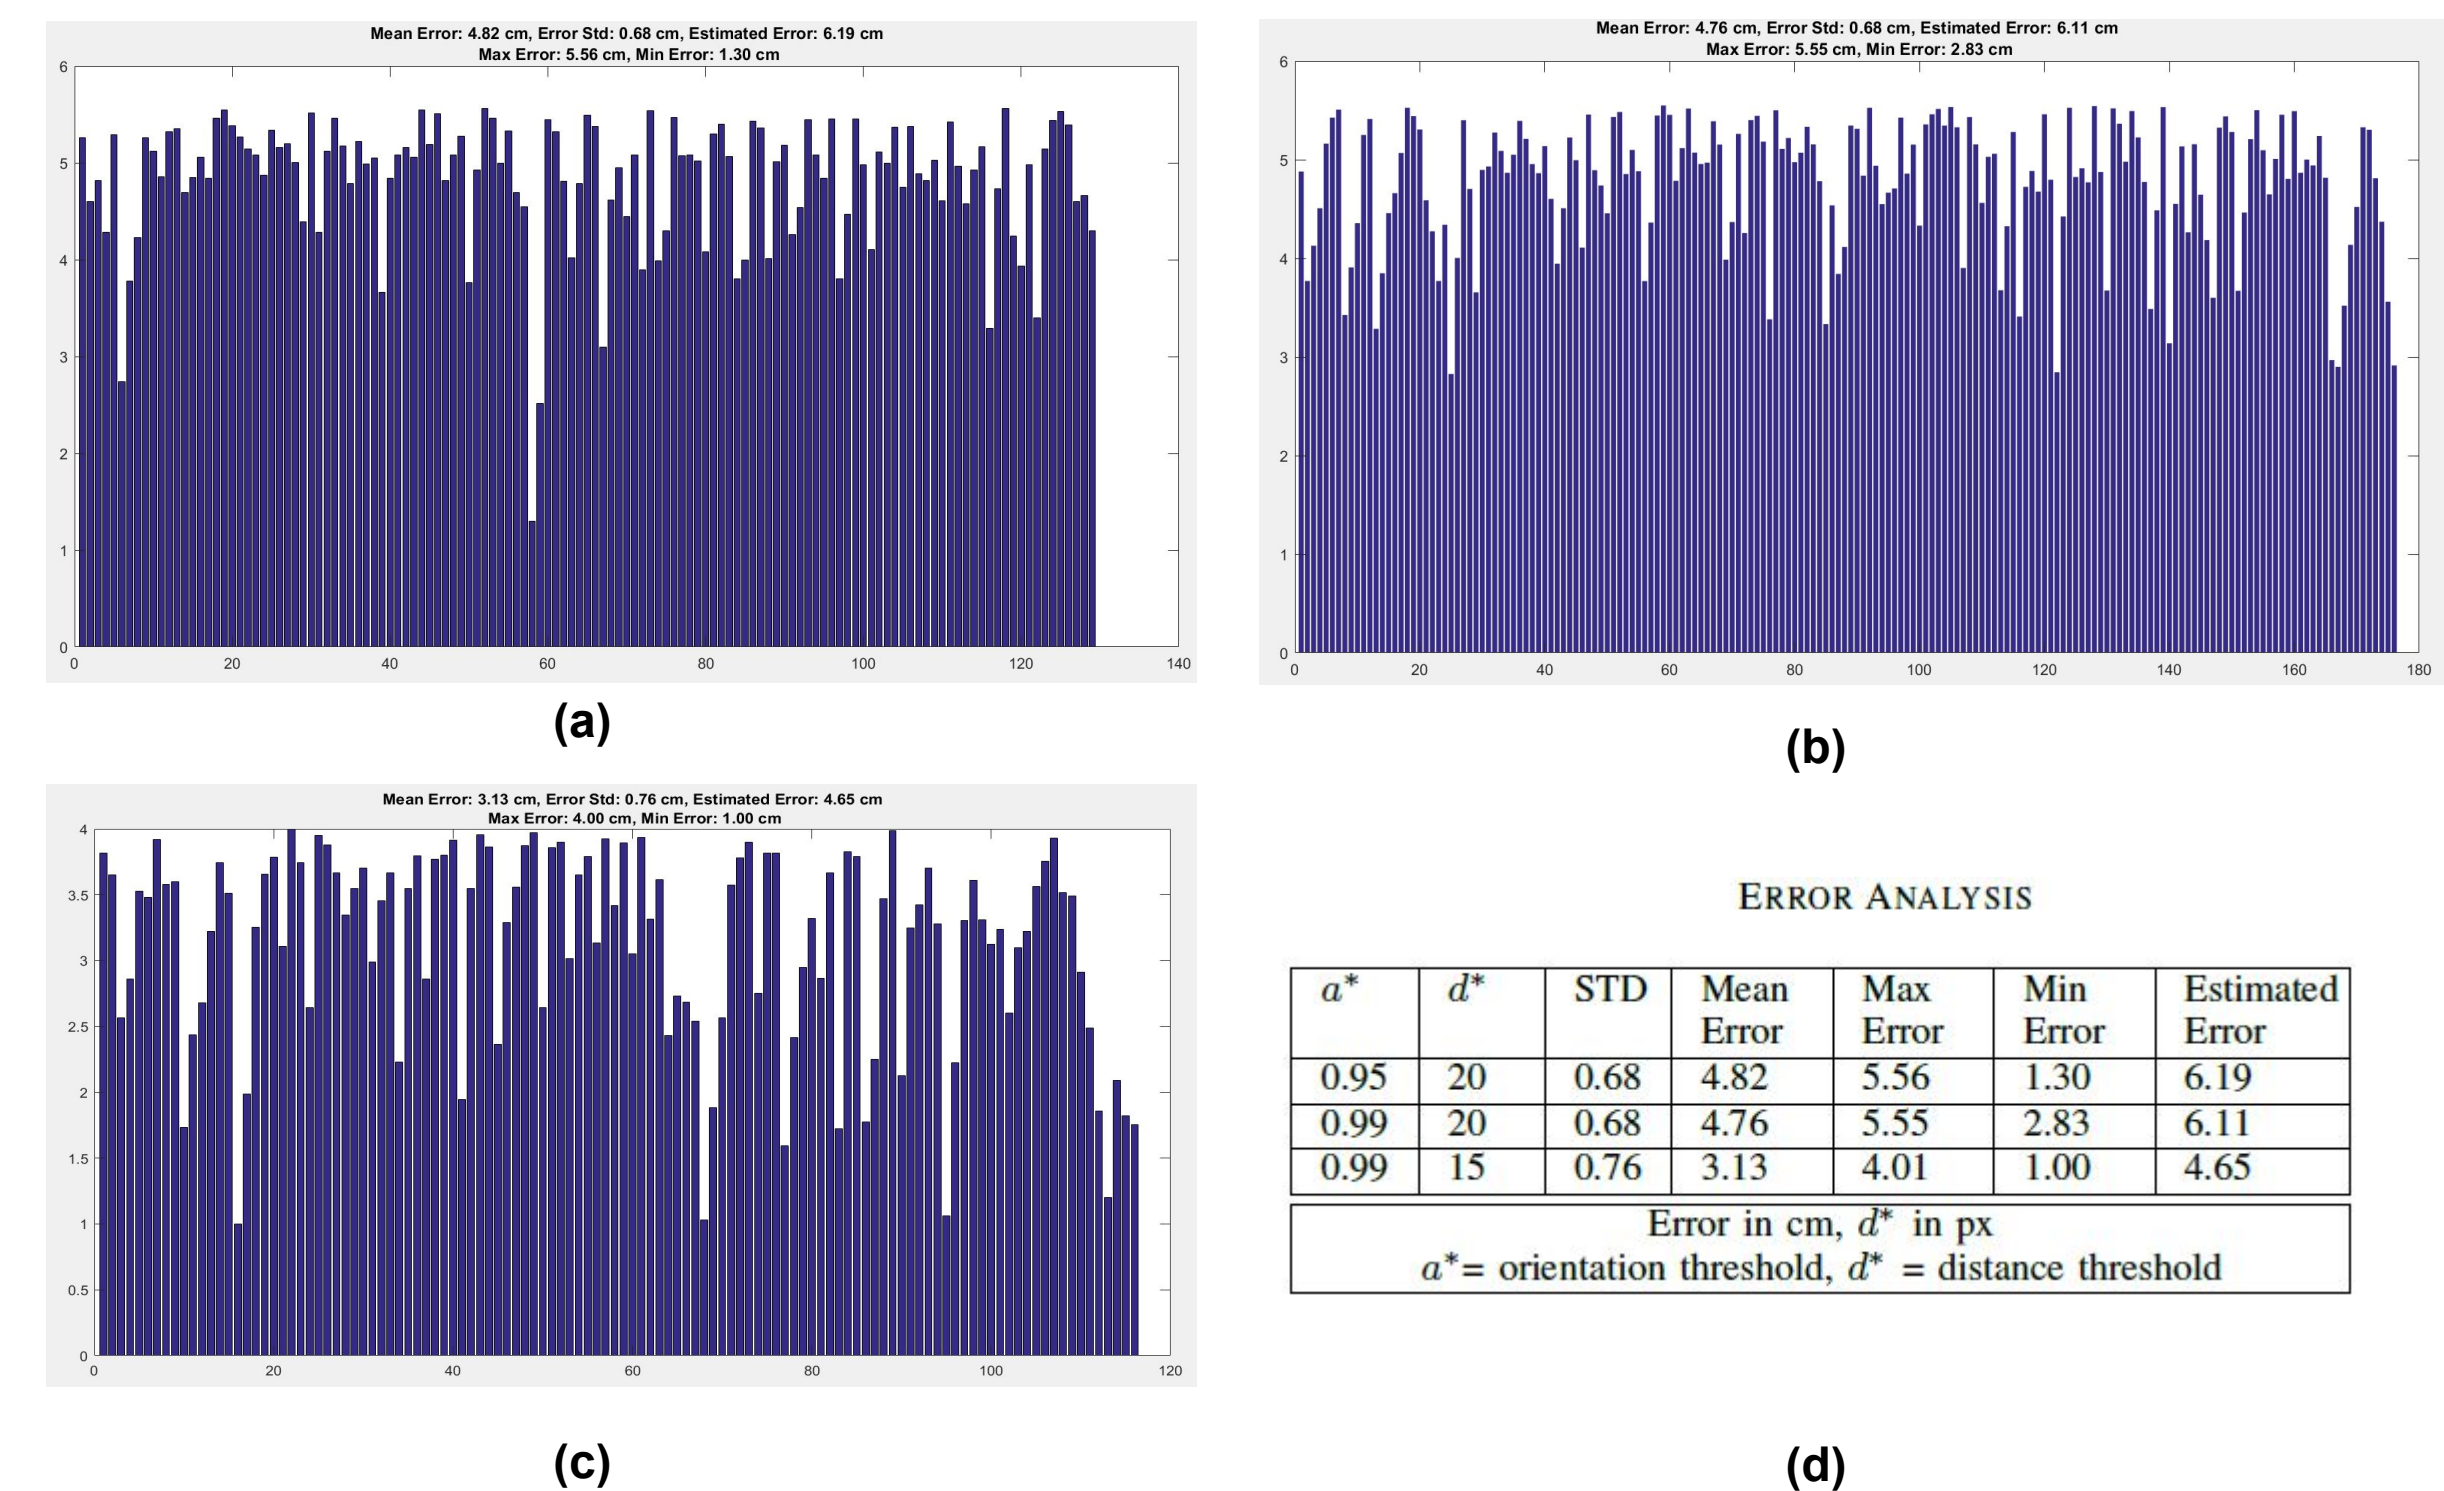 Mean Error: 4.82 cm, Error Std: 0.68 cm, Estimated Error: 6.19 cm
Max Error: 5.56 cm, Min Error: 1.30 cm
6
5
4
3
2
1
0
0 20 40 60 80 100 120 140
(a)
Mean Error: 4.76 cm, Error Std: 0.68 cm, Estimated Error: 6.11 cm
Max Error: 5.55 cm, Min Error: 2.83 cm
6
5
4
3
2
1
0
0 20 40 60 80 100 120 140 160 180
(b)
Mean Error: 3.13 cm, Error Std: 0.76 cm, Estimated Error: 4.65 cm
Max Error: 4.00 cm, Min Error: 1.00 cm
4
3.5
3
2.5
2
1.5
1
0.5
0
0 20 40 60 80 100 120
(c)
ERROR ANALYSIS
a* d* STD Mean Max Min Estimated
Error Error Error Error
0.95 20 0.68 4.82 5.56 1.30 6.19
0.99 20 0.68 4.76 5.55 2.83 6.11
0.99 15 0.76 3.13 4.01 1.00 4.65
Error in cm, d* in px
a*= orientation threshold, d* = distance threshold
(d)